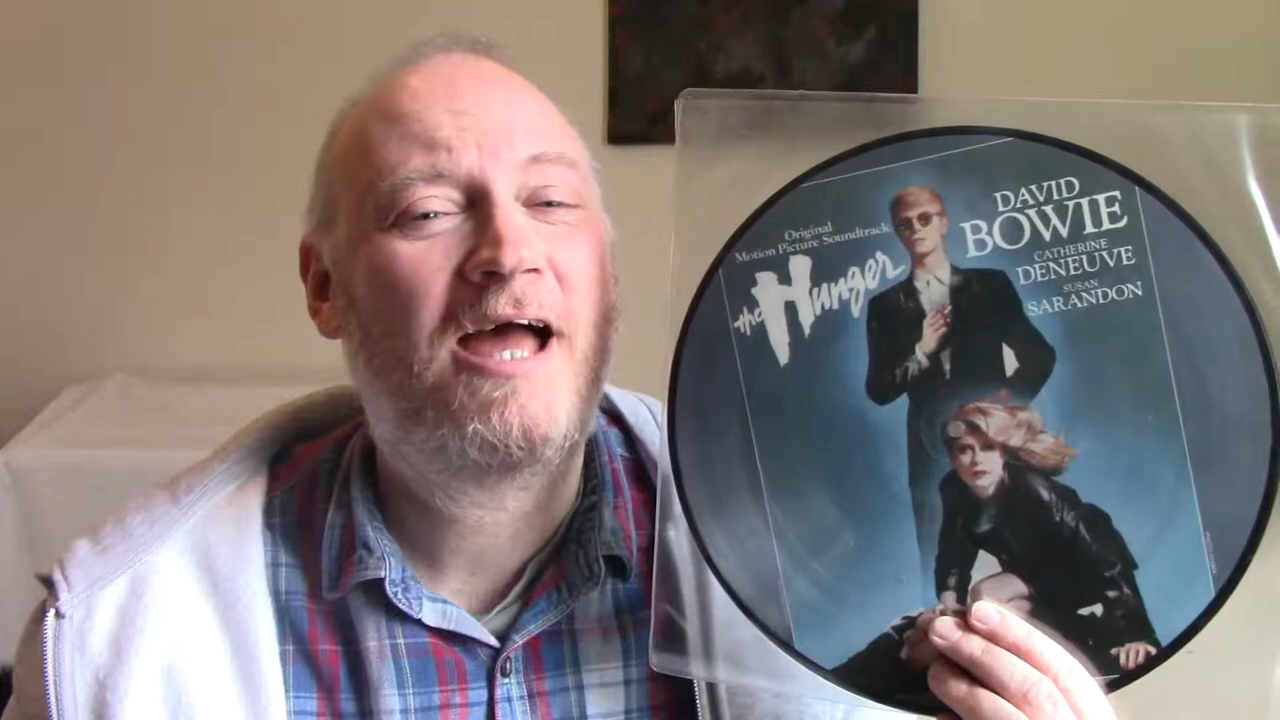 Original
Motion Picture Soundtrack
the Hunger
DAVID
BOWIE
CATHERINE
DENEUVE
SUSAN
SARANDON